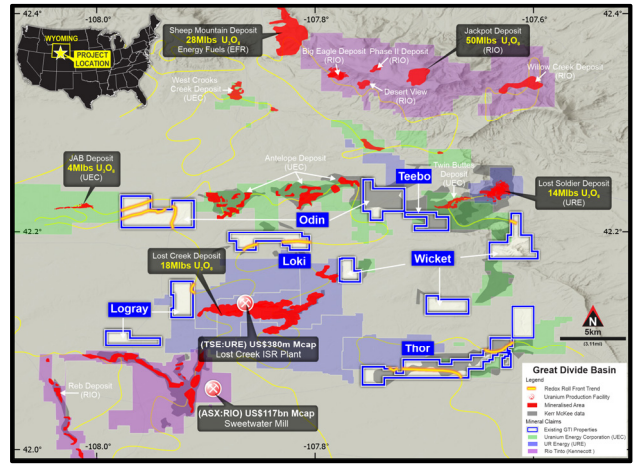 -108.0
-107.8
-107.6
WYOMING
PROJECT
LOCATION
Sheep Mountain Deposit
28Mlbs U₃O₈
Energy Fuels (EFR)
Big Eagle Deposit
(RIO)
Phase II Deposit
(RIO)
Jackpot Deposit
50Mlbs U₃O₈
(RIO)
Desert View
(RIO)
Willow Creek Deposit
(RIO)
West Crooks
Creek Deposit
(UEC)
JAB Deposit
4Mlbs U₃O₈
(UEC)
Antelope Deposit
(UEC)
Teebo
Twin Buttes
Deposit
(UEC)
Lost Soldier Deposit
14Mlbs U₃O₈
(URE)
42.2
42.2
Odin
Lost Creek Deposit
18Mlbs U₃O₈
Loki
Wicket
Logray
(TSE:URE) US$380m Mcap
Lost Creek ISR Plant
Thor
N
5km
(3.11mi)
Rob Deposit
(RIO)
(ASX:RIO) US$117bn Mcap
Sweetwater Mill
Great Divide Basin
Legend
Redox Roll Front Trend
Uranium Production Facility
Mineralised Area
Kerr McKee data
Mineral Claims
Existing GTI Properties
Uranium Energy Corporation (UEC)
UR Energy (URE)
Rio Tinto (Kennecott)
42.0
42.0
-108.0
-107.8
-107.6